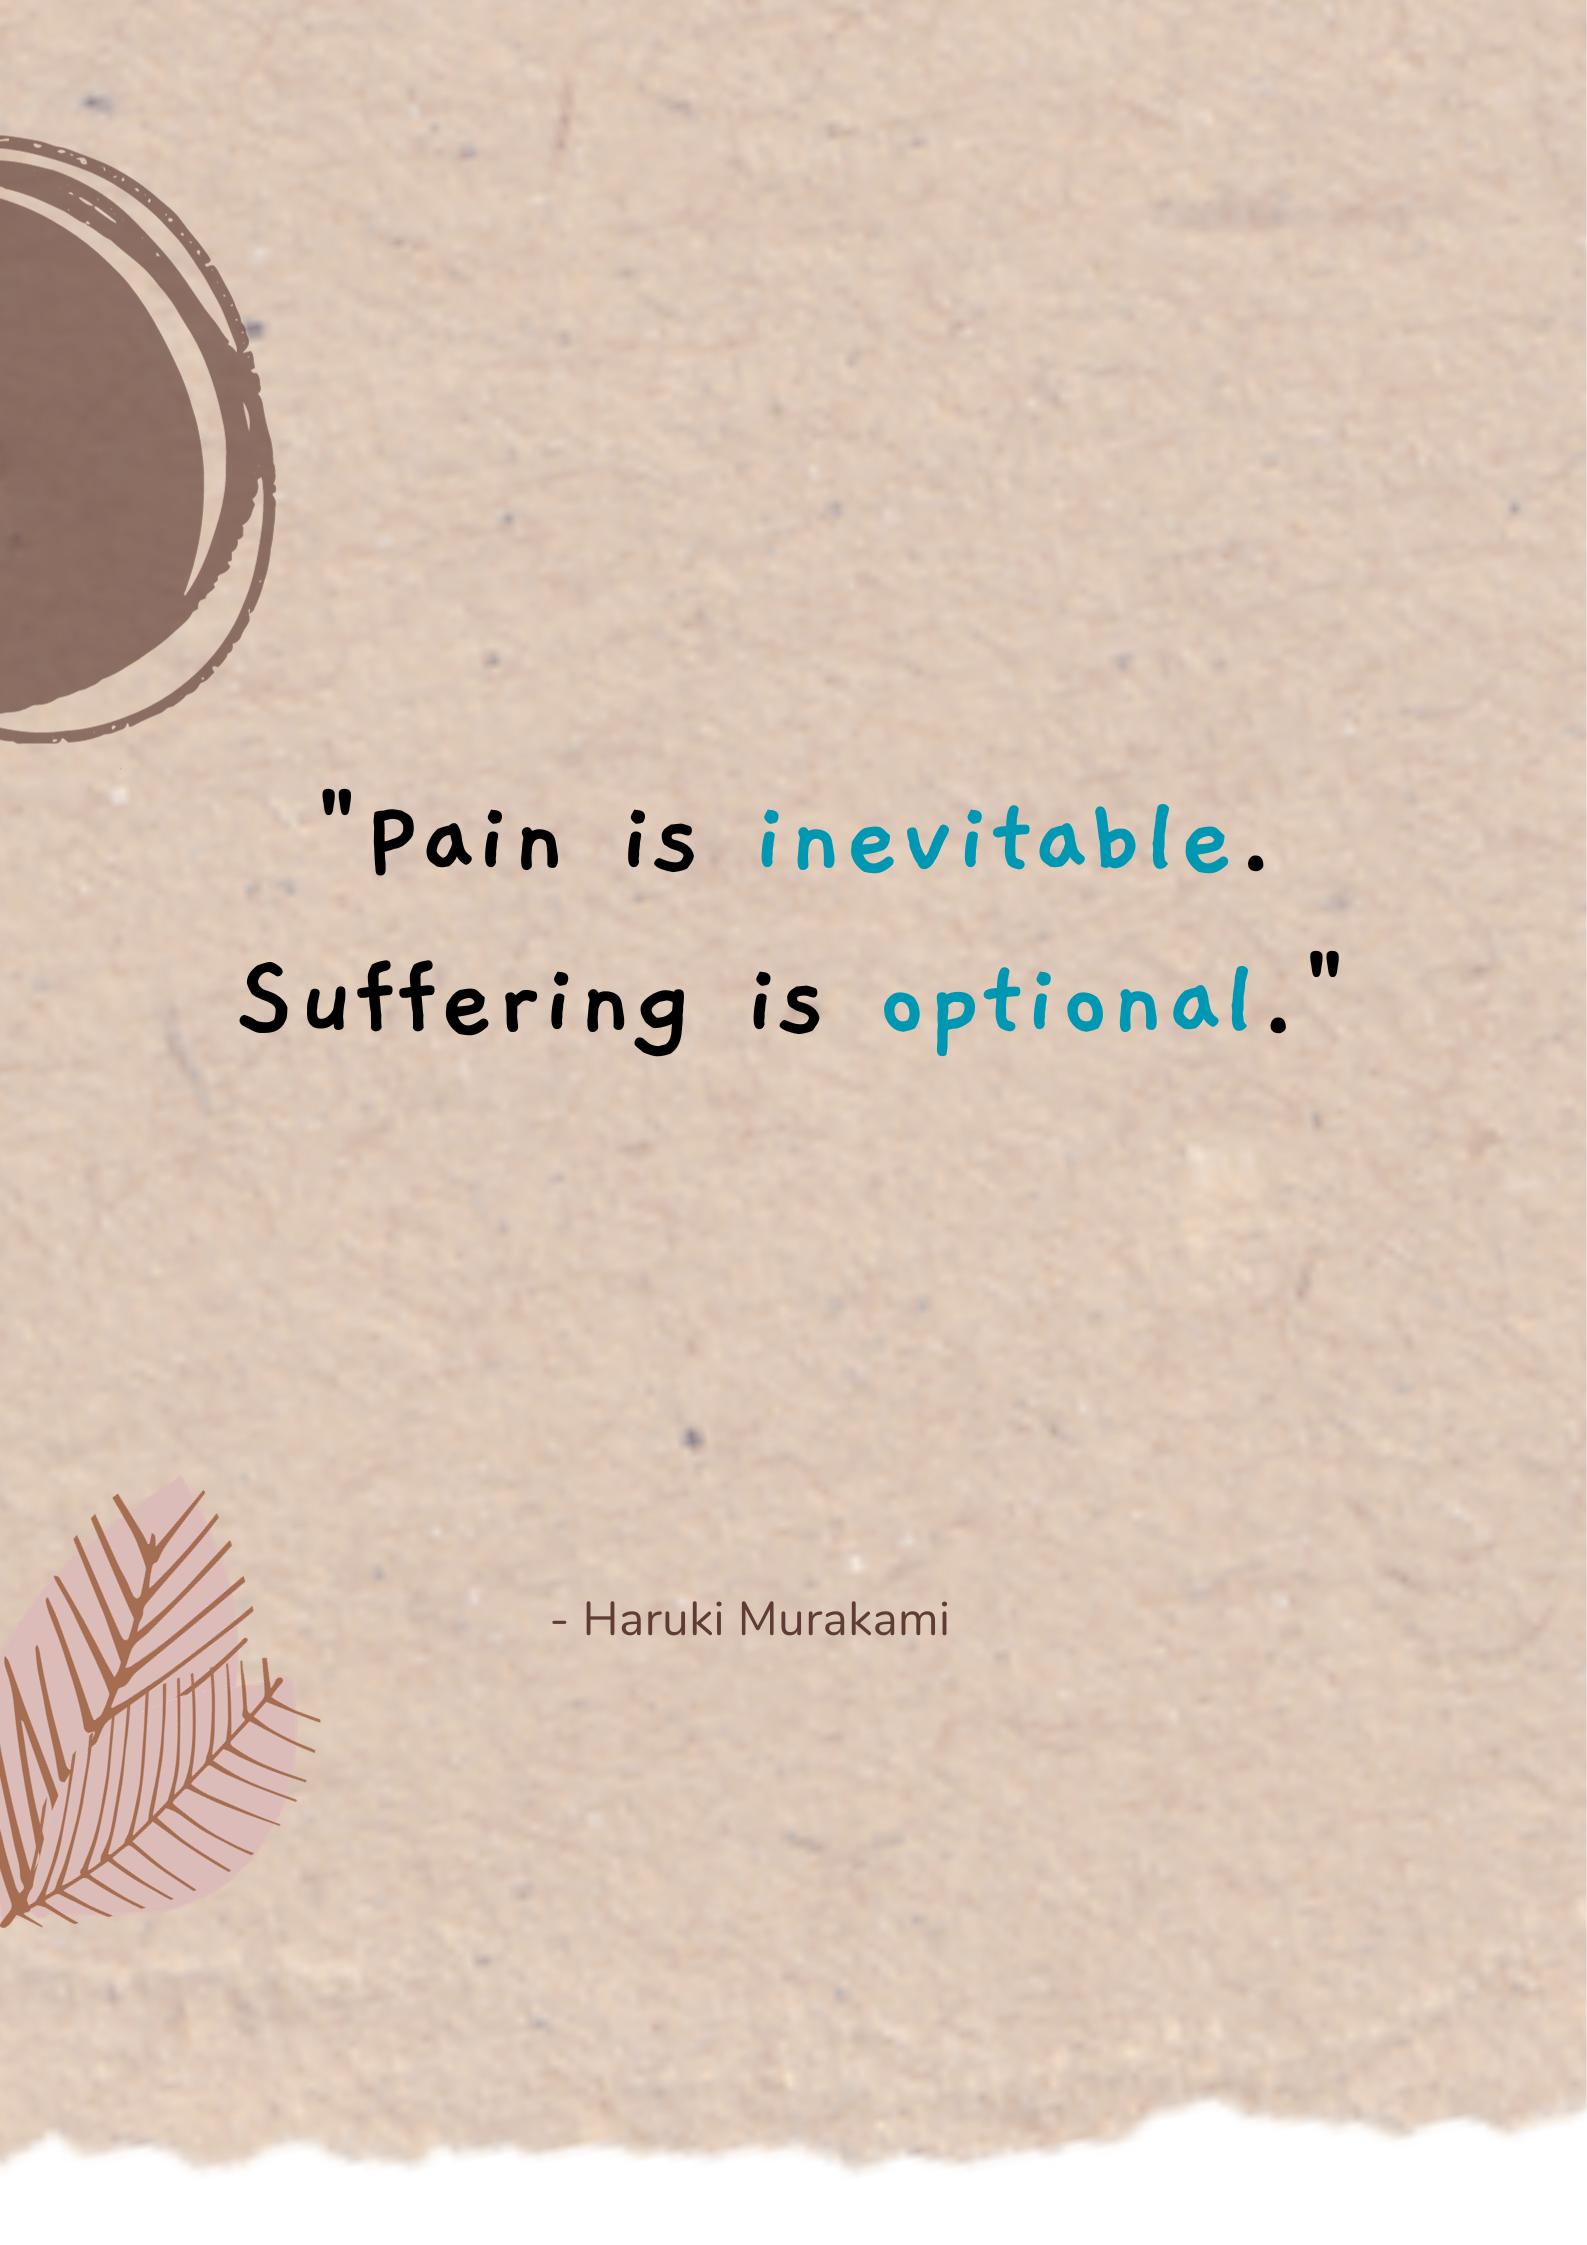 "Pain is inevitable.
Suffering is optional."
- Haruki Murakami